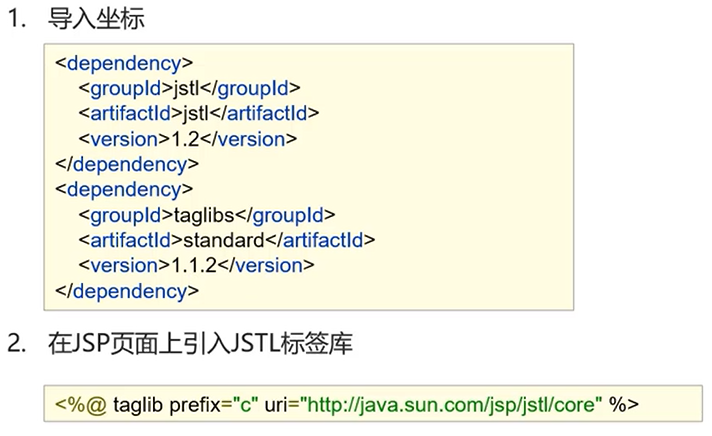 1. 导入坐标
<dependency>
<groupId>jstl</groupId>
<artifactId>jstl</artifactId>
<version>1.2</version>
</dependency>
<dependency>
<groupId>taglibs</groupId>
<artifactId>standard</artifactId>
<version>1.1.2</version>
</dependency>
2. 在JSP页面上引入JSTL标签库
<%@ taglib prefix="c" uri="http://java.sun.com/jsp/jstl/core" %>